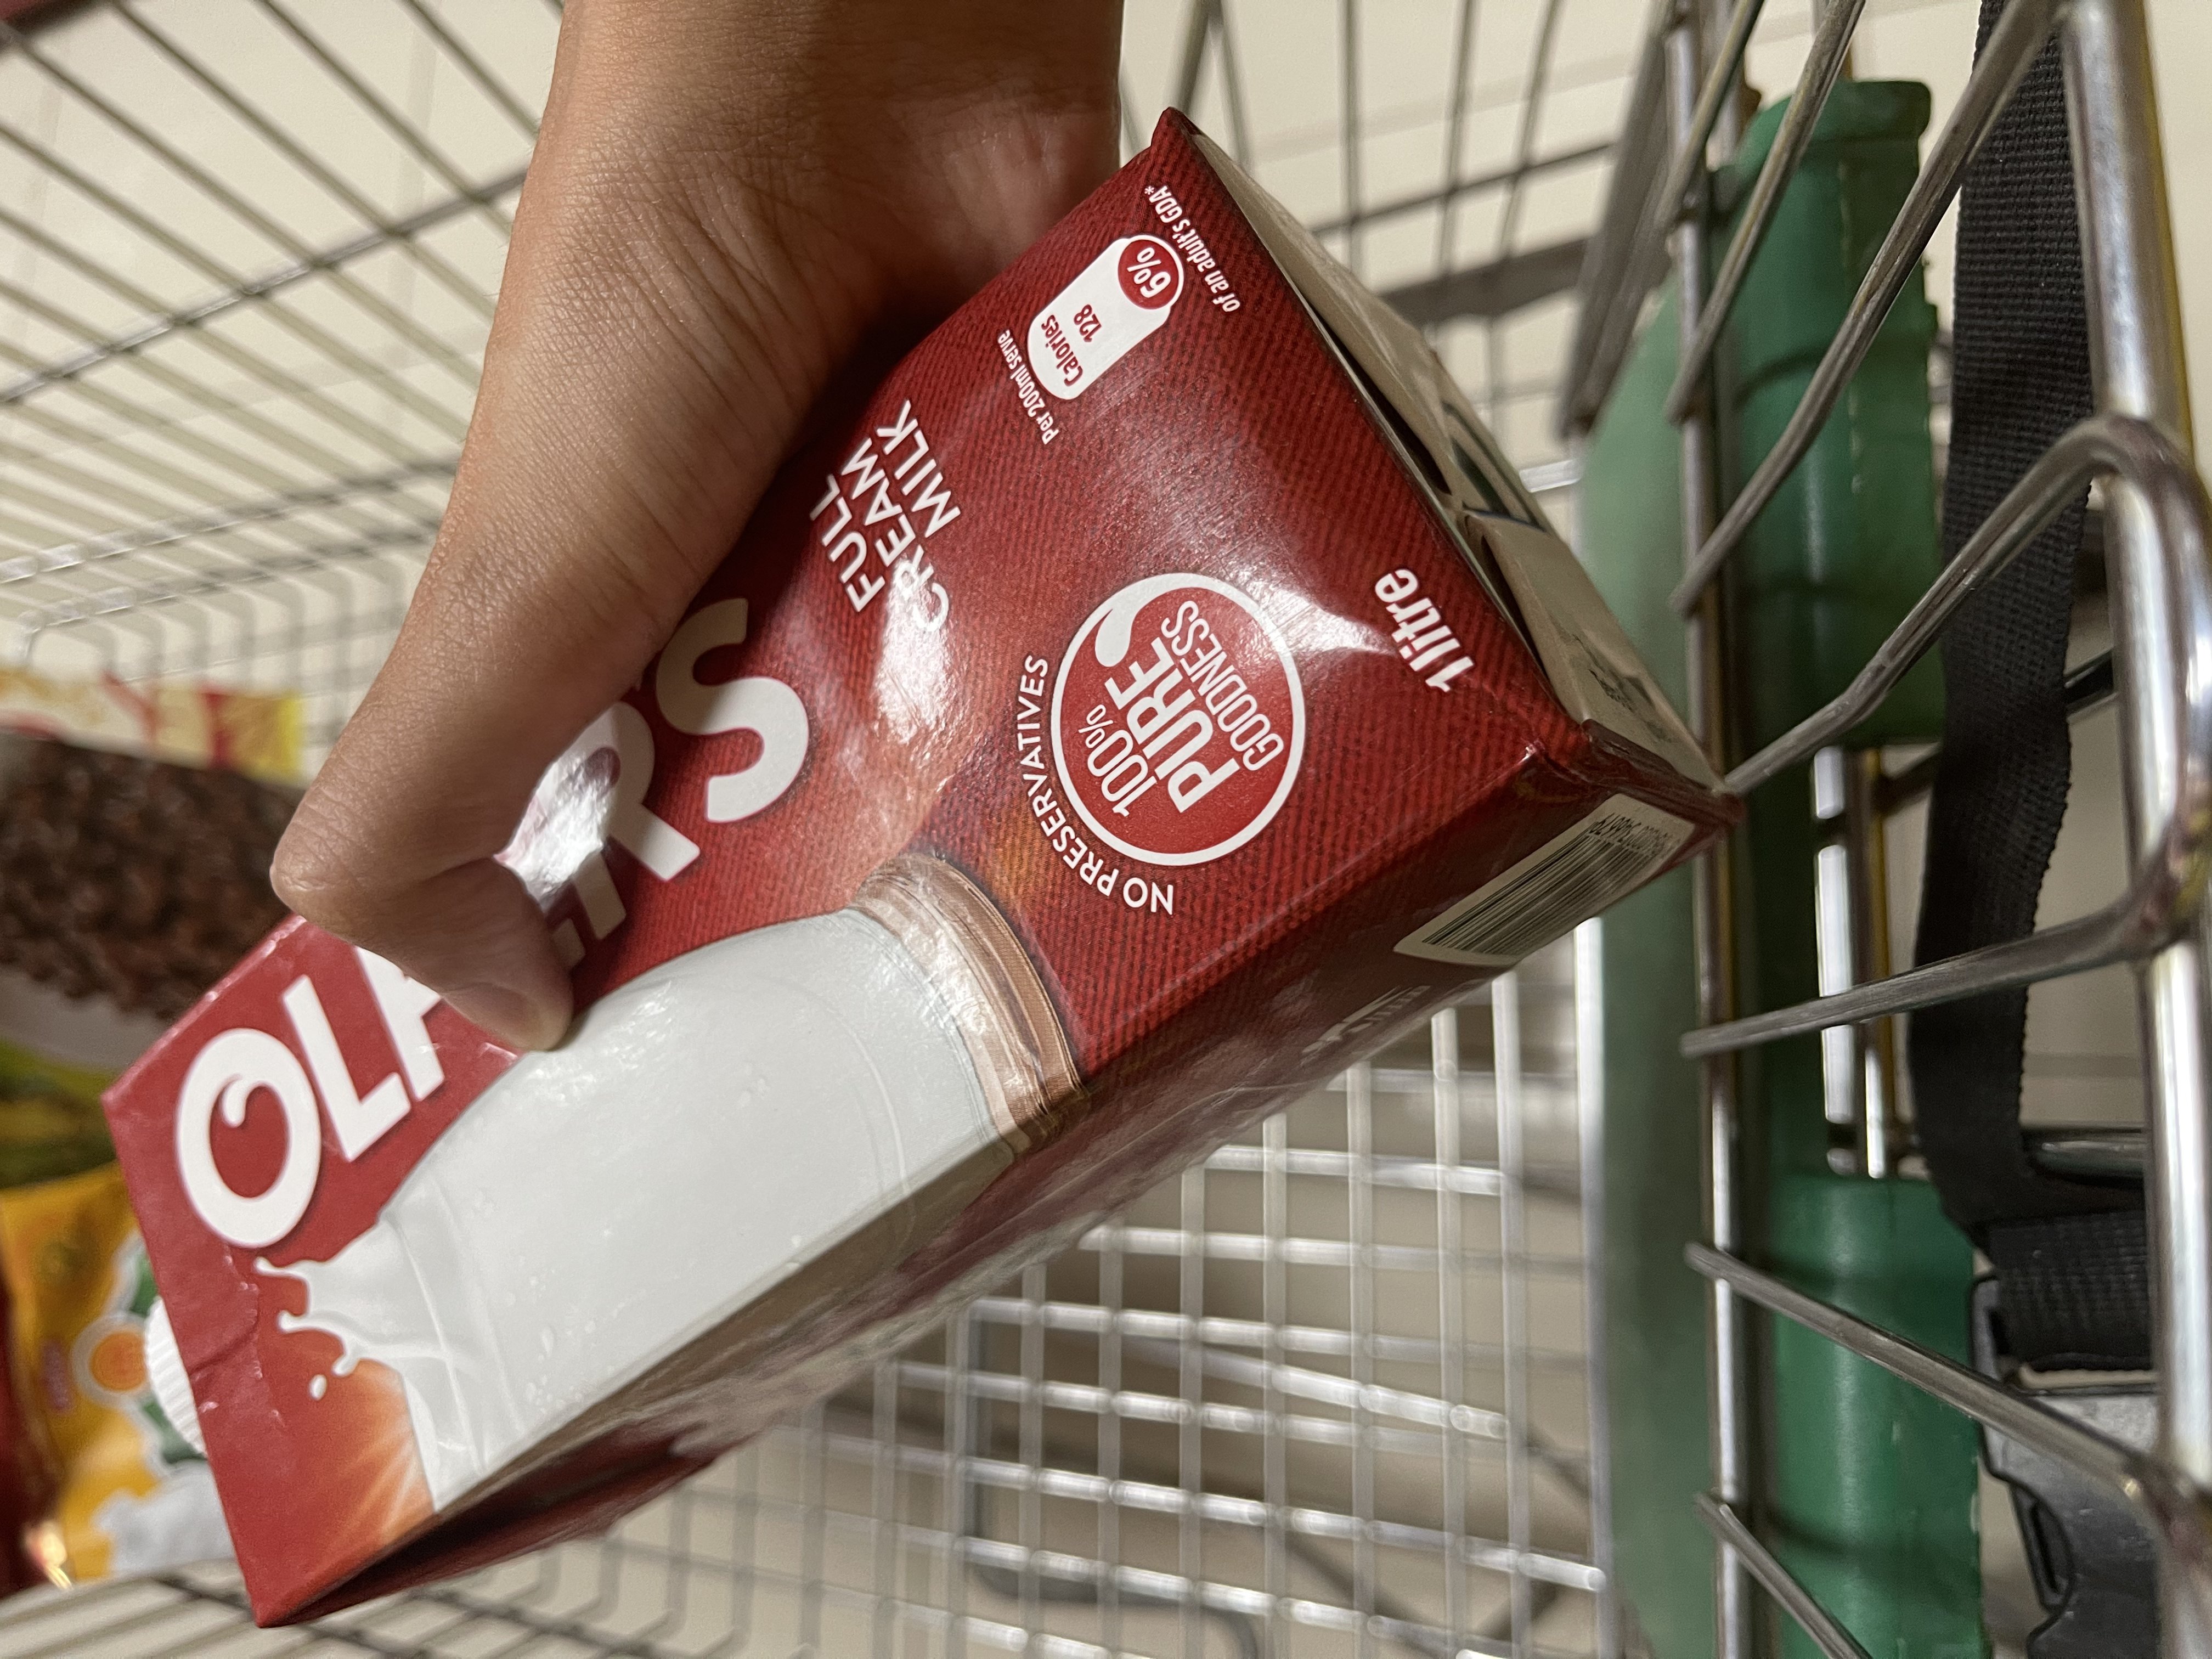 OLPERS
FULL
CREAM
MILK
NO PRESERVATIVES
100%
PURE
GOODNESS
Per 200ml serve
Calories
128
6%
of an adult's GDA*
1 litre